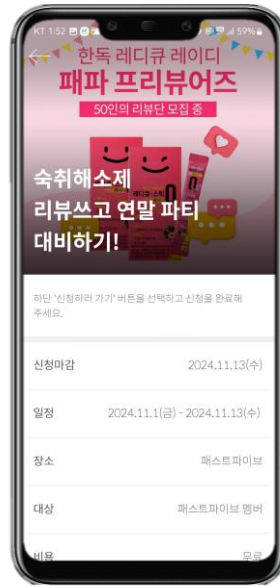 KT 1:52
59%
한독 레디큐 레이디
패파 프리뷰어즈
50인의 리뷰단 모집 중
레디큐-스틱
숙취해소제
리뷰쓰고 연말 파티
대비하기!
하단 '신청하러 가기' 버튼을 선택하고 신청을 완료해
주세요.
신청마감 2024.11.13(수)
일정 2024.11.1(금) - 2024.11.13(수)
장소 패스트파이브
대상 패스트파이브 멤버
비용 무료